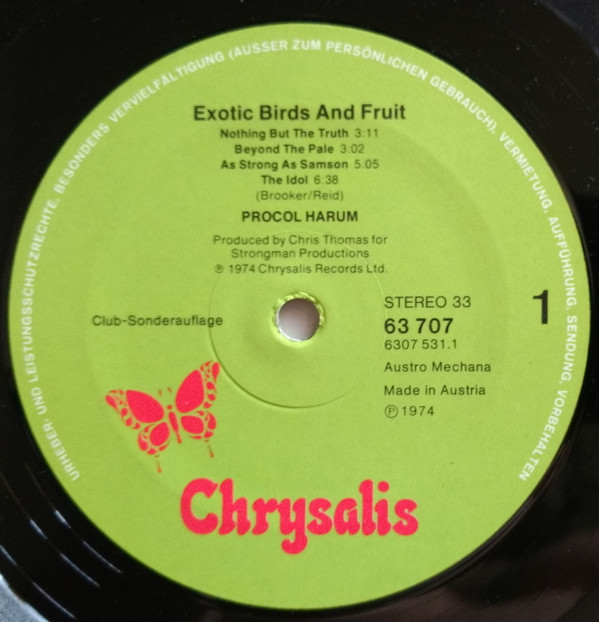 URHEBER- UND LEISTUNGSSCHUTZRECHTE, BESONDERS VERVIELFÄLTIGUNG (AUSSER ZUM PERSÖNLICHEN GEBRAUCH), VERMIETUNG, AUFFÜHRUNG, SENDUNG, VORBEHALTEN
Exotic Birds And Fruit
Nothing But The Truth 3:11
Beyond The Pale 3:02
As Strong As Samson 5.05
The Idol 6:38
(Brooker/Reid)
PROCOL HARUM
Produced by Chris Thomas for
Strongman Productions
℗ 1974 Chrysalis Records Ltd.
Club-Sonderauflage
STEREO 33
63 707
6307 531.1
Austro Mechana
Made in Austria
℗ 1974
1
Chrysalis